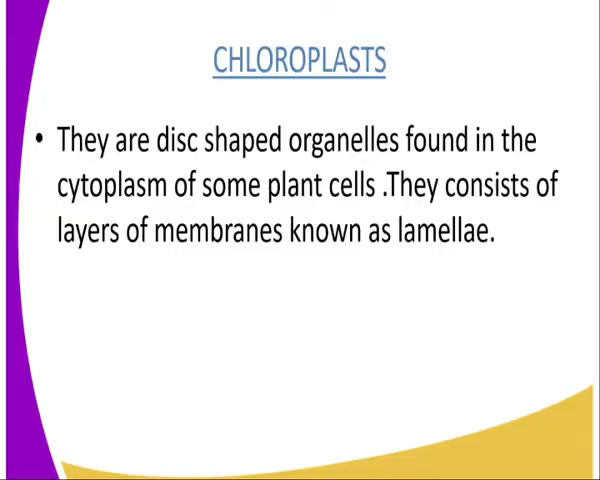 CHLOROPLASTS
• They are disc shaped organelles found in the
cytoplasm of some plant cells .They consists of
layers of membranes known as lamellae.